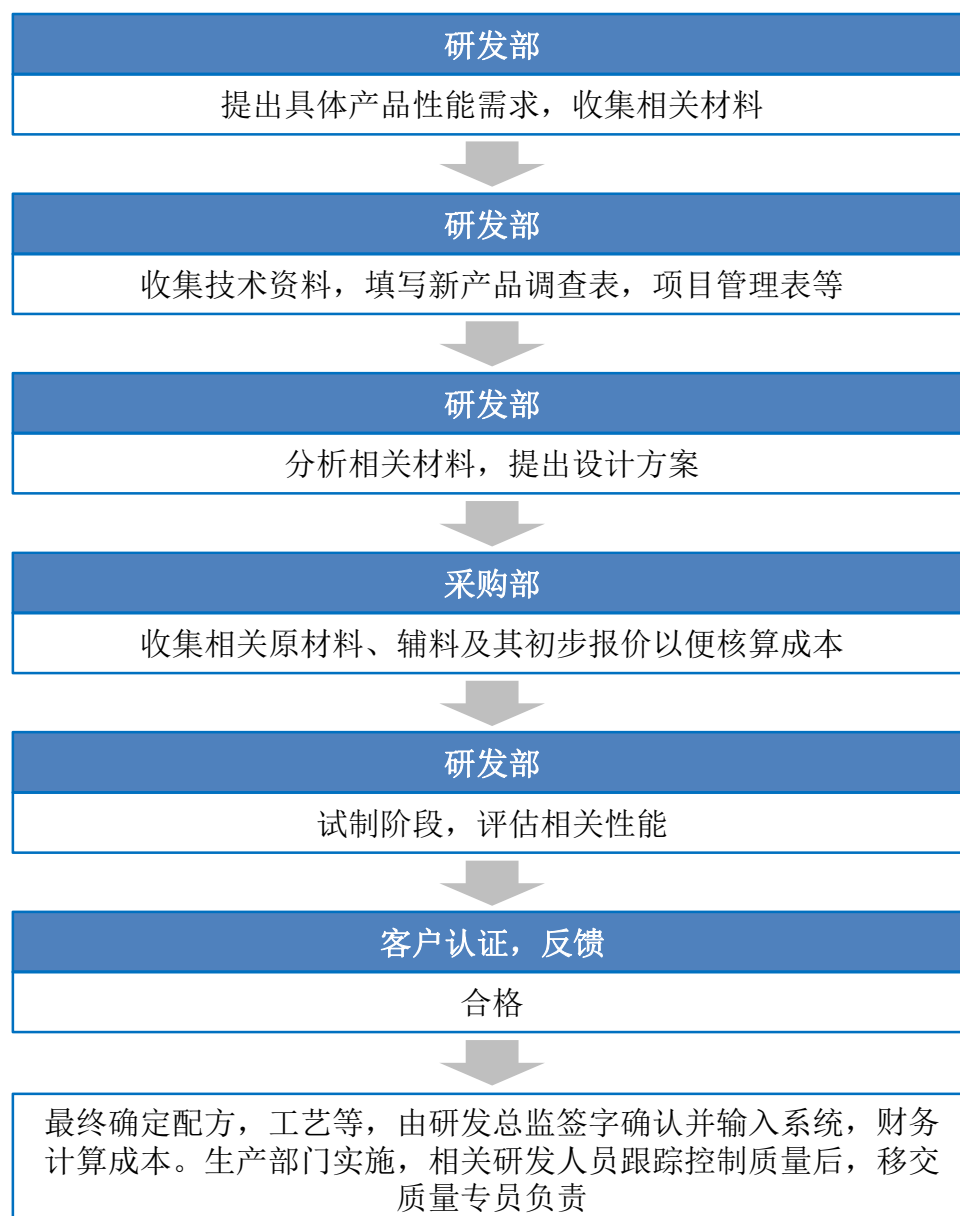 研发部
提出具体产品性能需求，收集相关材料
研发部
收集技术资料，填写新产品调查表，项目管理表等
研发部
分析相关材料，提出设计方案
采购部
收集相关原材料、辅料及其初步报价以便核算成本
研发部
试制阶段，评估相关性能
客户认证，反馈
合格
最终确定配方，工艺等，由研发总监签字确认并输入系统，财务
计算成本。生产部门实施，相关研发人员跟踪控制质量后，移交
质量专员负责